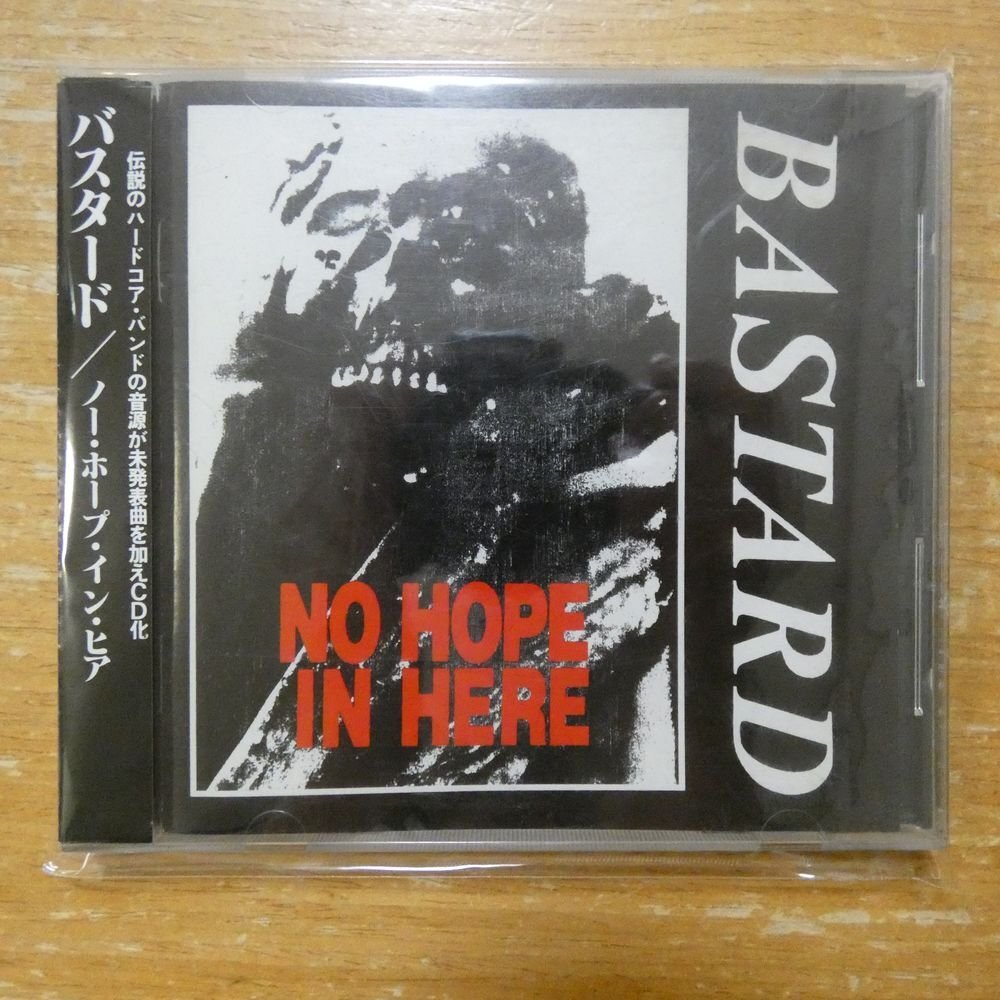 バスタード／ノー・ホープ・イン・ヒア
伝説のハードコア・バンドの音源が未発表曲を加えCD化
BASTARD
NO HOPE
IN HERE